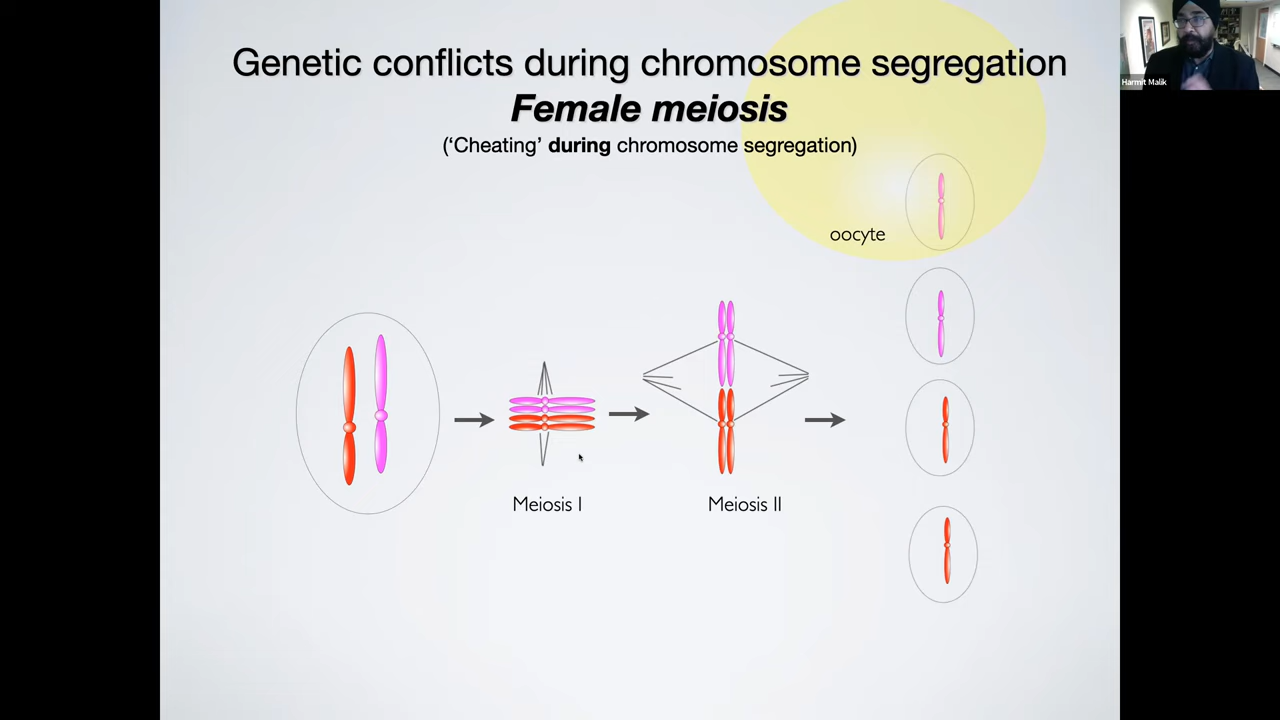 Genetic conflicts during chromosome segregation
Female meiosis
(‘Cheating’ during chromosome segregation)
Harmit Malik
oocyte
Meiosis I
Meiosis II